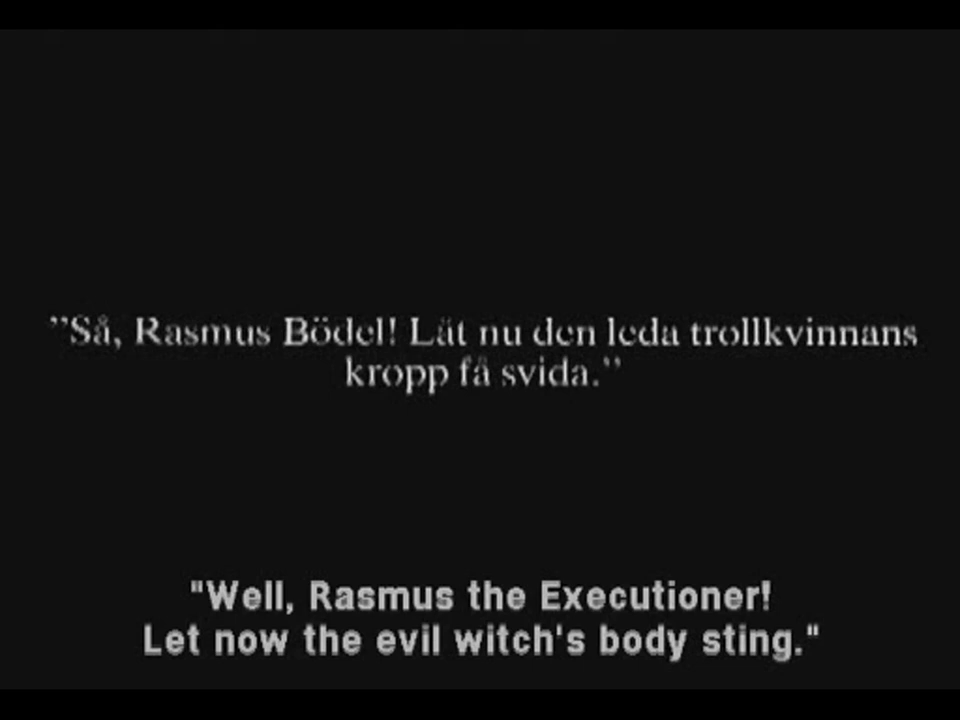 ”Så, Rasmus Bödel! Låt nu den leda trollkvinnans
kropp få svida.”
"Well, Rasmus the Executioner!
Let now the evil witch's body sting."